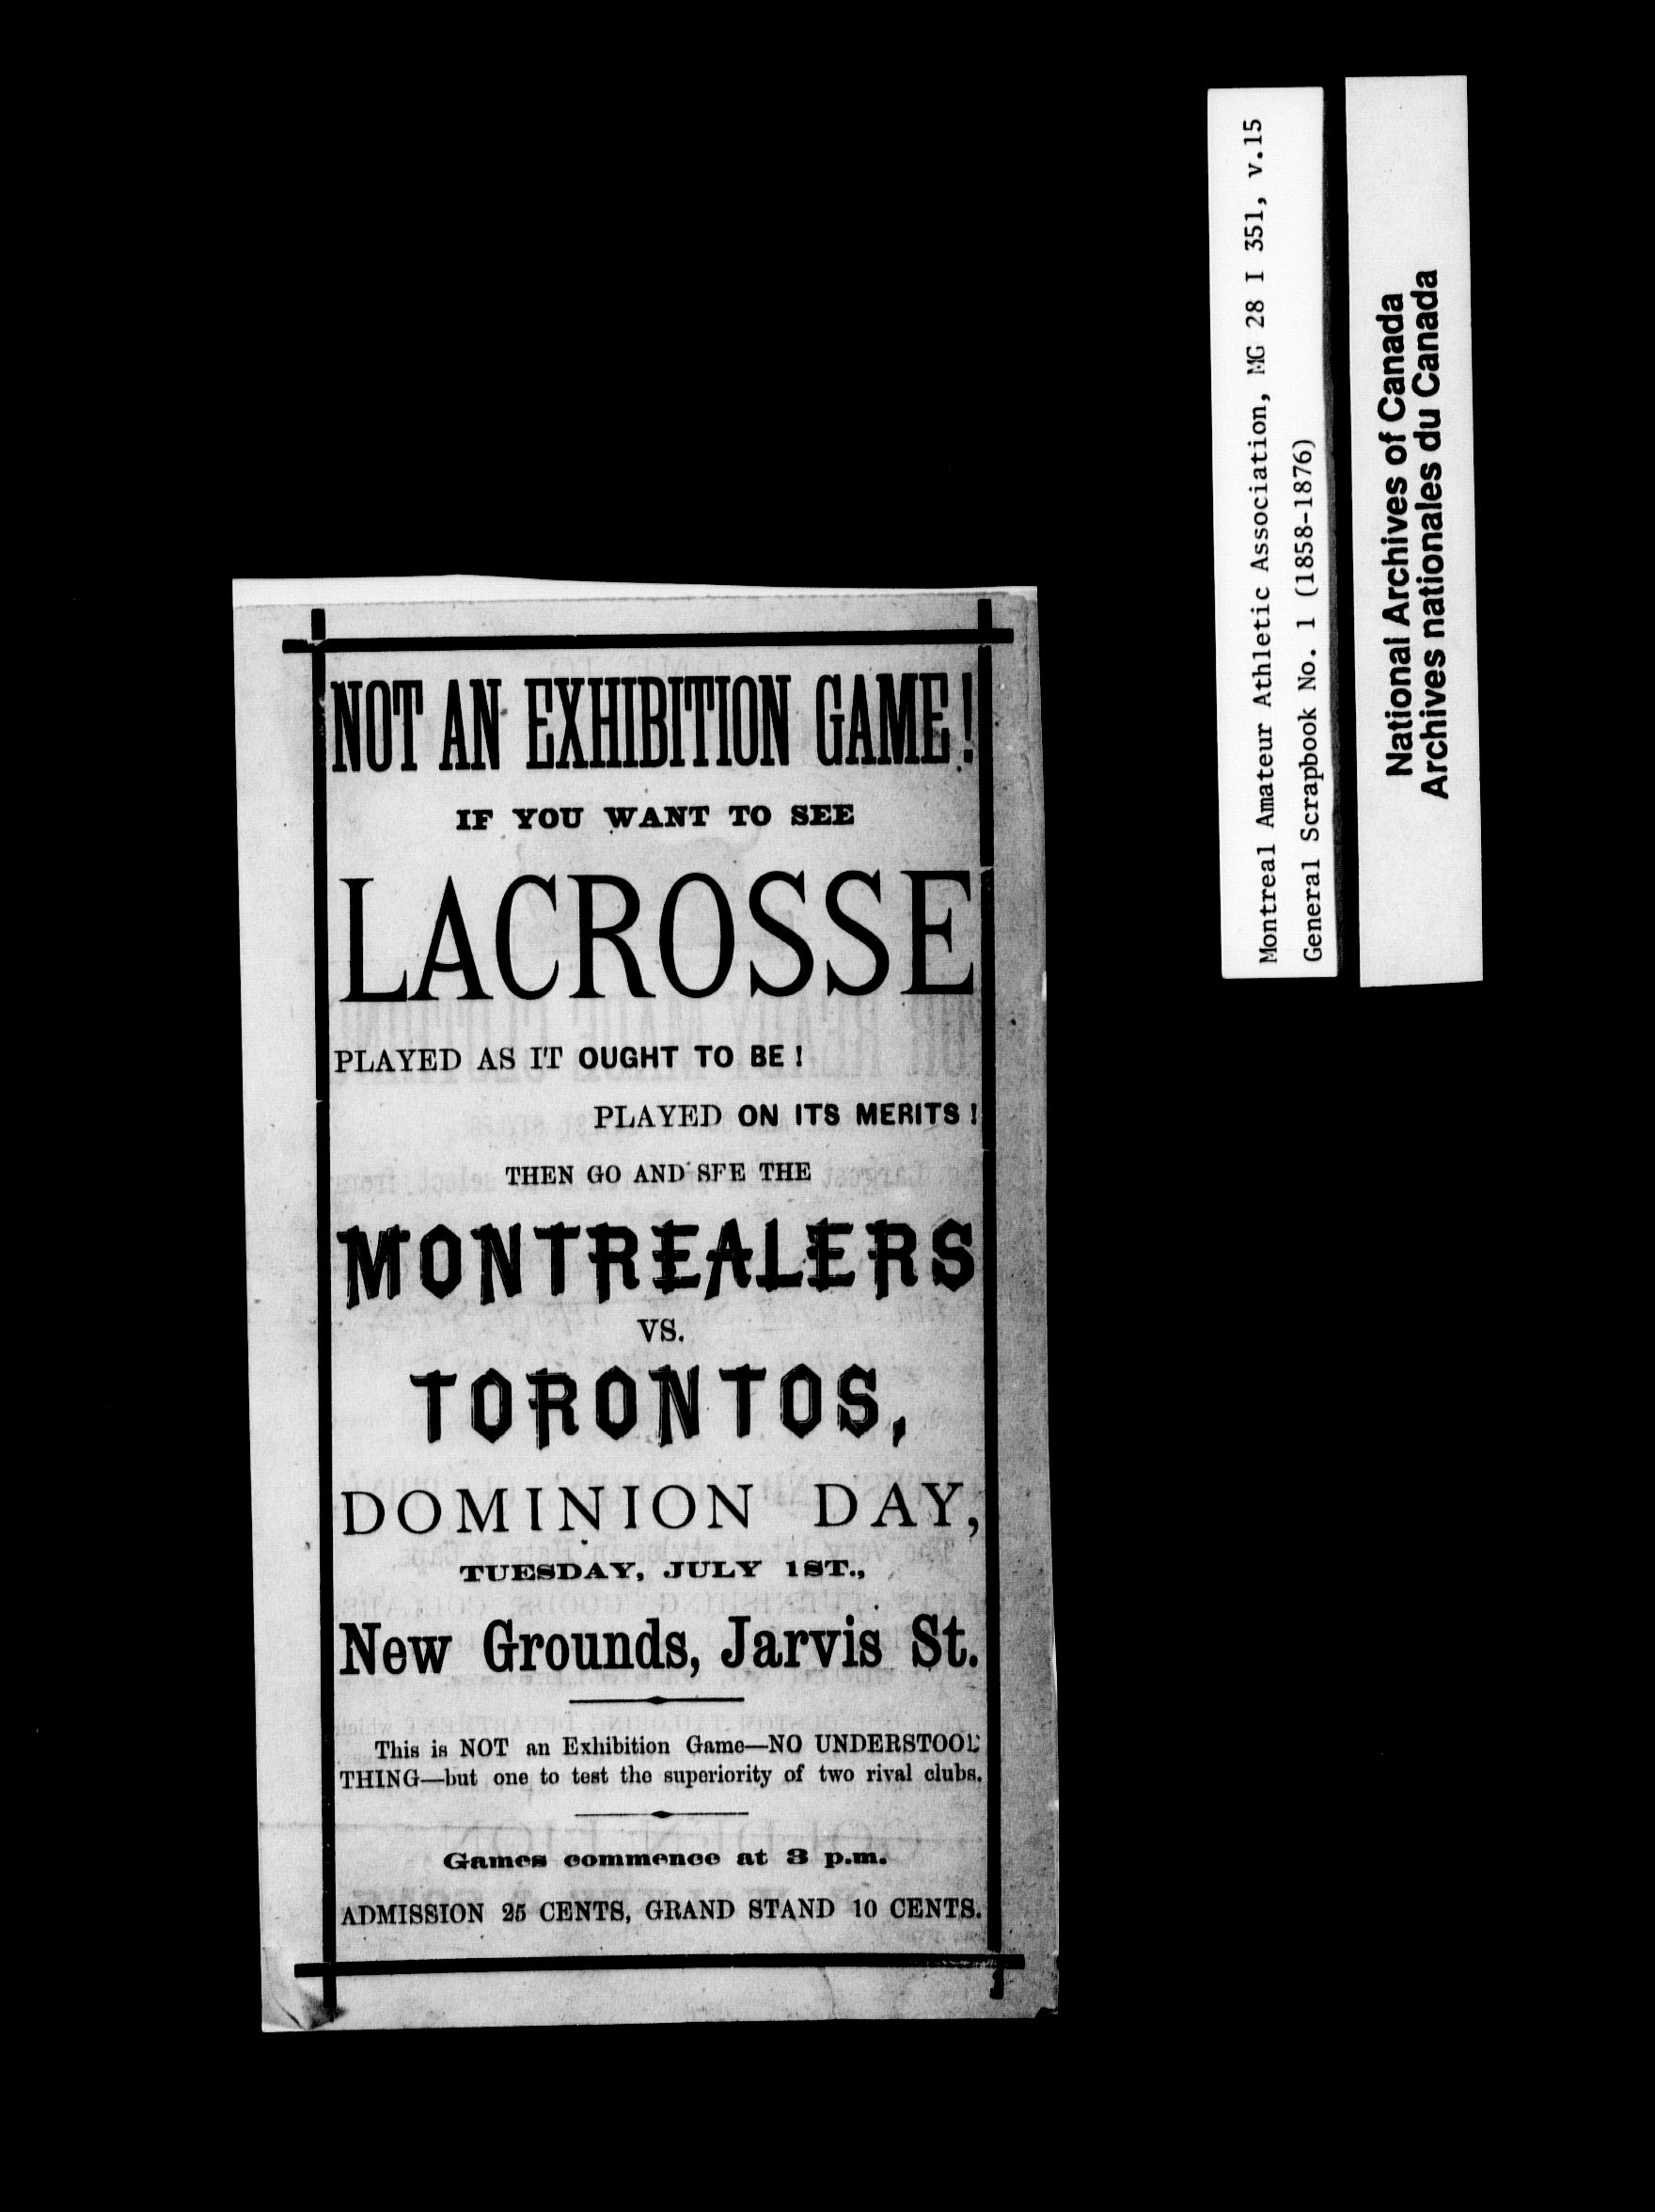 NOT AN EXHIBITION GAME!
IF YOU WANT TO SEE
LACROSSE
PLAYED AS IT OUGHT TO BE!
PLAYED ON ITS MERITS!
THEN GO AND SEE THE
MONTREALERS
VS.
TORONTOS,
DOMINION DAY,
TUESDAY, JULY 1ST.,
New Grounds, Jarvis St.
This is NOT an Exhibition Game—NO UNDERSTOOD
THING—but one to test the superiority of two rival clubs.
Games commence at 3 p.m.
ADMISSION 25 CENTS, GRAND STAND 10 CENTS.
Montreal Amateur Athletic Association, MG 28 I 351, v.15
General Scrapbook No. 1 (1858-1876)
National Archives of Canada
Archives nationales du Canada